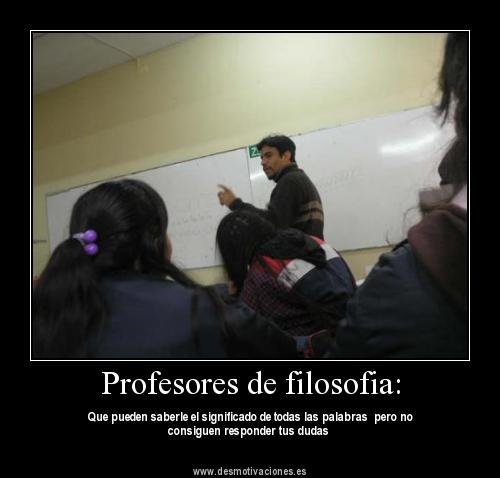 Profesores de filosofia:
Que pueden saberle el significado de todas las palabras pero no
consiguen responder tus dudas
www.desmotivaciones.es